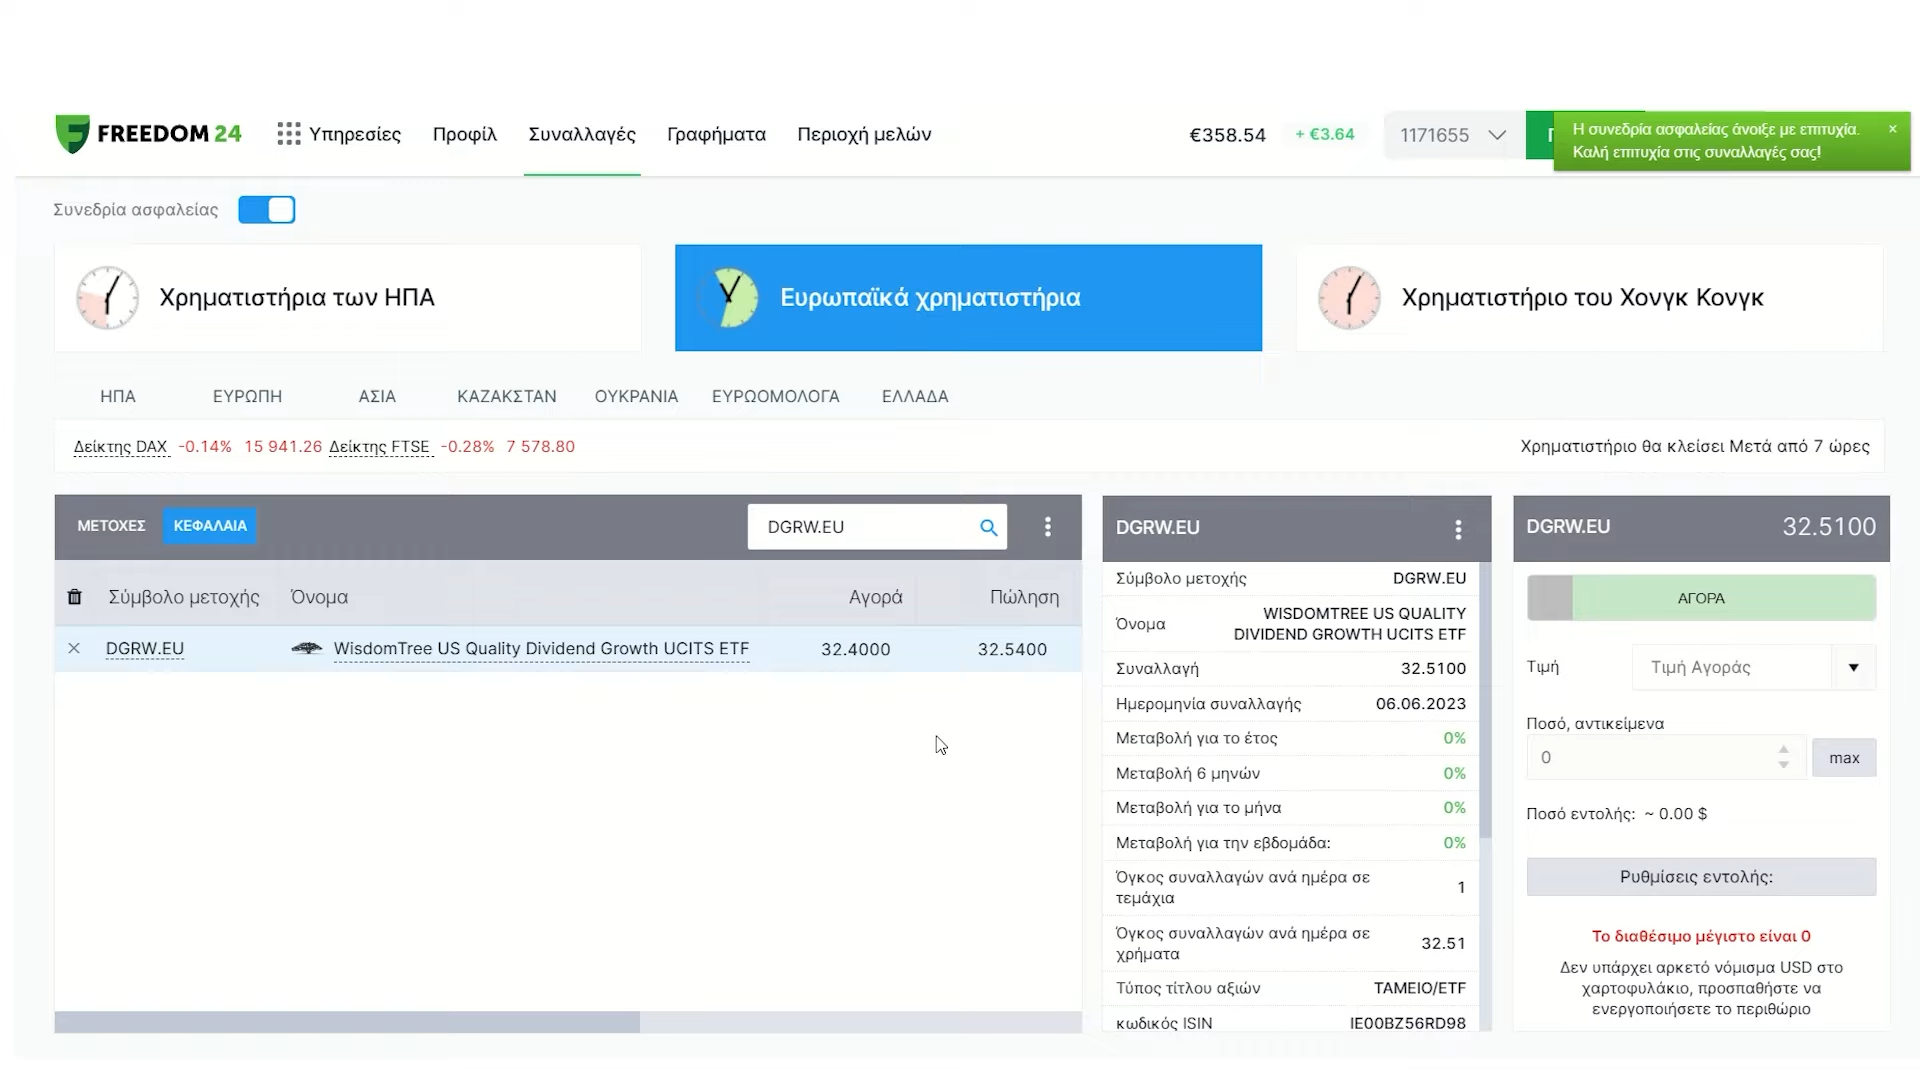 FREEDOM 24
Υπηρεσίες Προφίλ Συναλλαγές Γραφήματα Περιοχή μελών
€358.54 + €3.64 1171655
Η συνεδρία ασφαλείας άνοιξε με επιτυχία. ×
Καλή επιτυχία στις συναλλαγές σας!
Συνεδρία ασφαλείας
Χρηματιστήρια των ΗΠΑ
Ευρωπαϊκά χρηματιστήρια
Χρηματιστήριο του Χονγκ Κονγκ
ΗΠΑ ΕΥΡΩΠΗ ΑΣΙΑ ΚΑΖΑΚΣΤΑΝ ΟΥΚΡΑΝΙΑ ΕΥΡΩΟΜΟΛΟΓΑ ΕΛΛΑΔΑ
Δείκτης DAX -0.14% 15 941.26 Δείκτης FTSE -0.28% 7 578.80
Χρηματιστήριο θα κλείσει Μετά από 7 ώρες
ΜΕΤΟΧΕΣ ΚΕΦΑΛΑΙΑ DGRW.EU
Σύμβολο μετοχής Όνομα Αγορά Πώληση
DGRW.EU WisdomTree US Quality Dividend Growth UCITS ETF 32.4000 32.5400
DGRW.EU
Σύμβολο μετοχής DGRW.EU
Όνομα WISDOMTREE US QUALITY
DIVIDEND GROWTH UCITS ETF
Συναλλαγή 32.5100
Ημερομηνία συναλλαγής 06.06.2023
Μεταβολή για το έτος 0%
Μεταβολή 6 μηνών 0%
Μεταβολή για το μήνα 0%
Μεταβολή για την εβδομάδα: 0%
Όγκος συναλλαγών ανά ημέρα σε
τεμάχια 1
Όγκος συναλλαγών ανά ημέρα σε
χρήματα 32.51
Τύπος τίτλου αξιών ΤΑΜΕΙΟ/ETF
κωδικός ISIN IE00BZ56RD98
DGRW.EU 32.5100
ΑΓΟΡΑ
Τιμή Τιμή Αγοράς
Ποσό, αντικείμενα
0 max
Ποσό εντολής: ~ 0.00 $
Ρυθμίσεις εντολής:
Το διαθέσιμο μέγιστο είναι 0
Δεν υπάρχει αρκετό νόμισμα USD στο
χαρτοφυλάκιο, προσπαθήστε να
ενεργοποιήσετε το περιθώριο